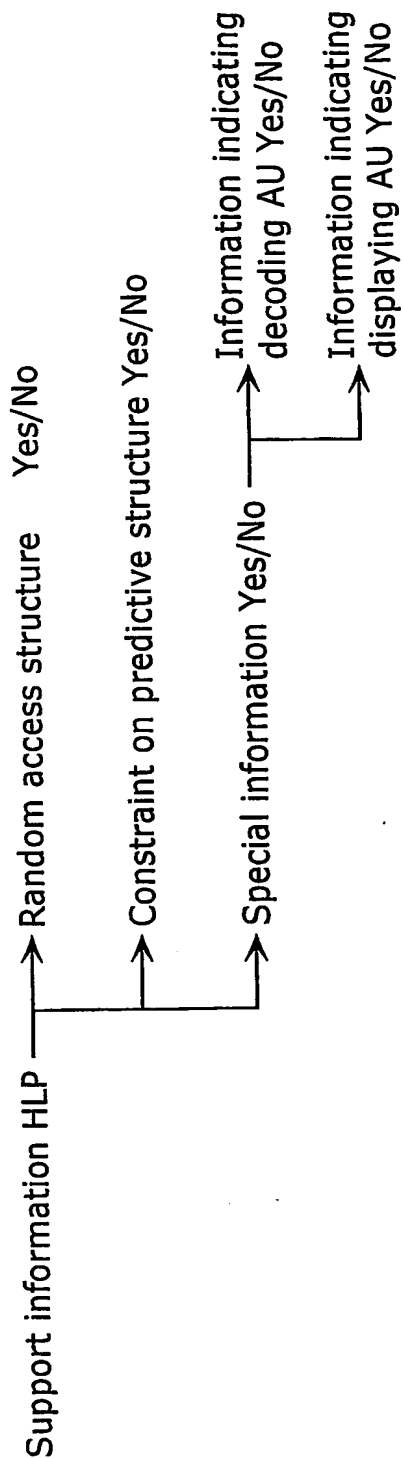 Support information HLP
Random access structure Yes/No
Constraint on predictive structure Yes/No
Special information Yes/No
Information indicating
decoding AU Yes/No
Information indicating
displaying AU Yes/No